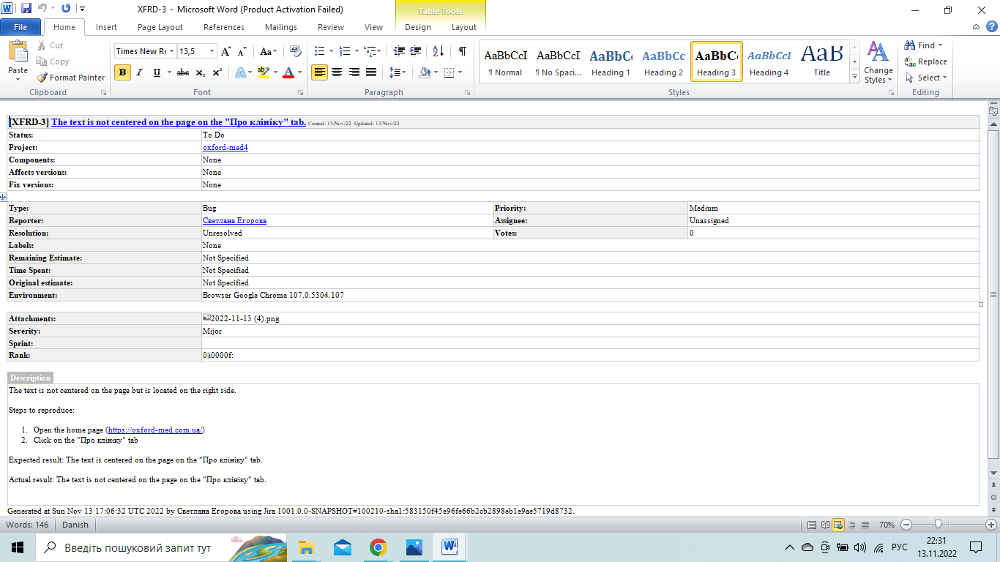 XFRD-3 - Microsoft Word (Product Activation Failed)
Table Tools
File Home Insert Page Layout References Mailings Review View Design Layout
Paste
Cut
Copy
Format Painter
Clipboard
Times New Ro 13,5
Font
Paragraph
AaBbCcI AaBbCcI AaBbCc AaBbCc AaBbC AaBbCcI AaB
¶ Normal ¶ No Spaci... Heading 1 Heading 2 Heading 3 Heading 4 Title
Change Styles
Styles
Find
Replace
Select
Editing
[XFRD-3] The text is not centered on the page on the "Про клініку" tab. Created: 13/Nov/22 Updated: 13/Nov/22
Status: To Do
Project: oxford-med4
Components: None
Affects versions: None
Fix versions: None
Type: Bug Priority: Medium
Reporter: Светлана Егорова Assignee: Unassigned
Resolution: Unresolved Votes: 0
Labels: None
Remaining Estimate: Not Specified
Time Spent: Not Specified
Original estimate: Not Specified
Environment: Browser Google Chrome 107.0.5304.107
Attachments: 2022-11-13 (4).png
Severity: Mijor
Sprint:
Rank: 0|i0000f:
Description
The text is not centered on the page but is located on the right side.
Steps to reproduce:
1. Open the home page (https://oxford-med.com.ua/)
2. Click on the "Про клініку" tab
Expected result: The text is centered on the page on the "Про клініку" tab.
Actual result: The text is not centered on the page on the "Про клініку" tab.
Generated at Sun Nov 13 17:06:32 UTC 2022 by Светлана Егорова using Jira 1001.0.0-SNAPSHOT#100210-sha1:583150f45e96fe66b2cb2898eb1e9ae5719d8732.
Words: 146 Danish 70%
Введіть пошуковий запит тут
РУС
22:31
13.11.2022